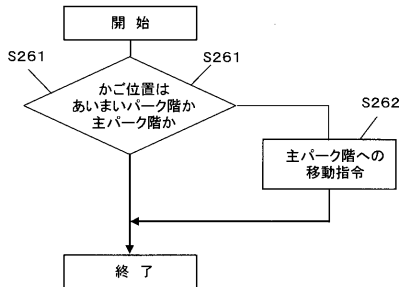 開 始
S261
S261
かご位置は
あいまいパーク階か
主パーク階か
S262
主パーク階への
移動指令
終 了